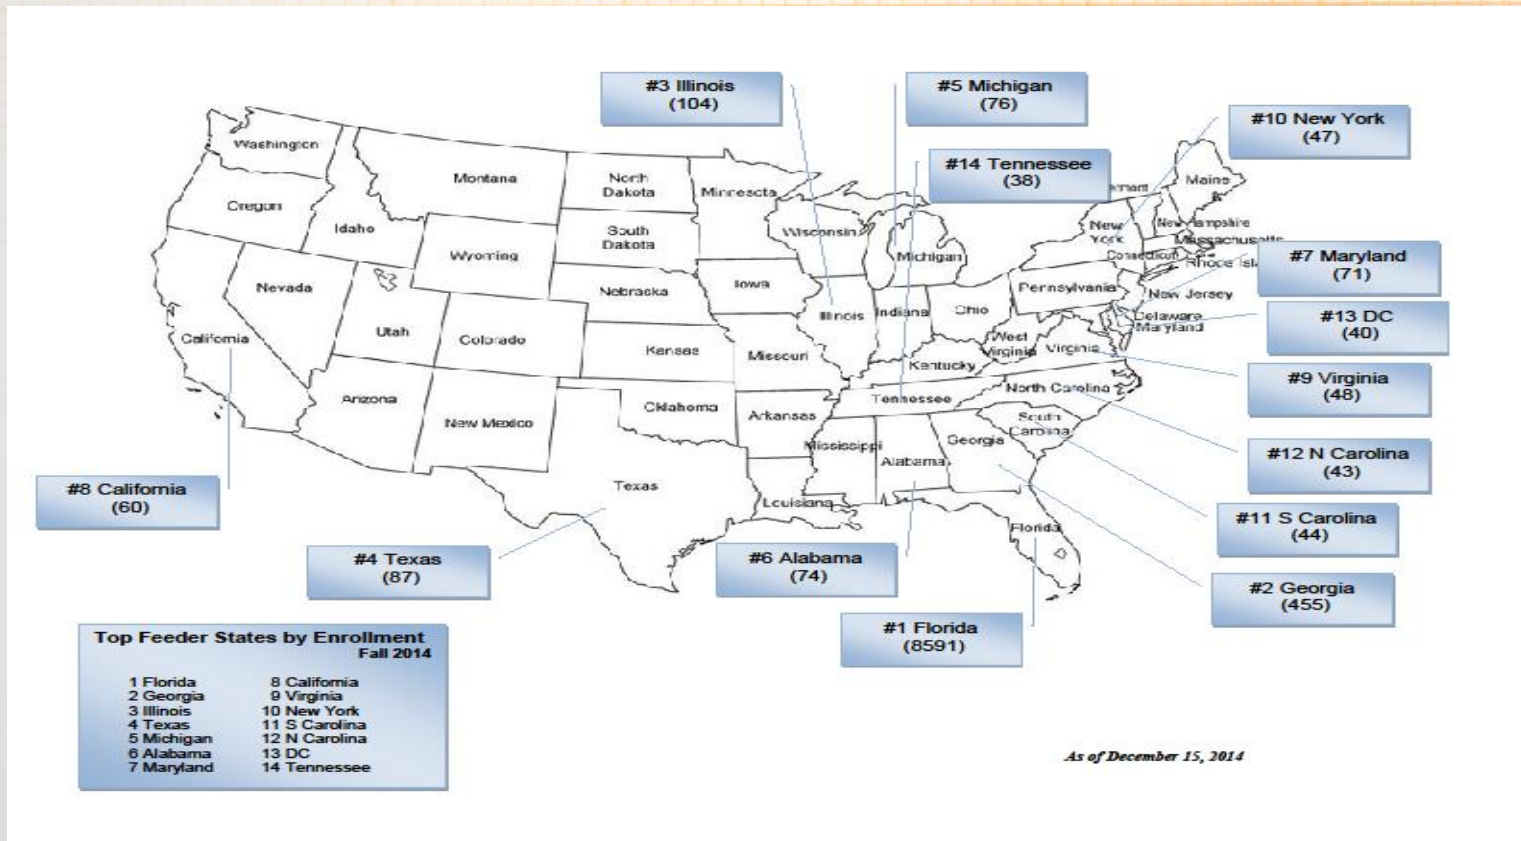 #3 Illinois
(104)
#5 Michigan
(76)
#10 New York
(47)
#14 Tennessee
(38)
#7 Maryland
(71)
#13 DC
(40)
#9 Virginia
(48)
#12 N Carolina
(43)
#11 S Carolina
(44)
#2 Georgia
(455)
#1 Florida
(8591)
#6 Alabama
(74)
#4 Texas
(87)
#8 California
(60)
Washington
Oregon
Idaho
Montana
North
Dakota
Minnesota
South
Dakota
Wyoming
Nebraska
Iowa
Wisconsin
Michigan
Illinois
Indiana
Ohio
Pennsylvania
New
York
Maine
New Hampshire
Massachusetts
Connecticut
New Jersey
Delaware
Maryland
West
Virginia
Virginia
Kentucky
North Carolina
Tennessee
South
Carolina
Georgia
Alabama
Mississippi
Arkansas
Louisiana
Florida
Missouri
Kansas
Oklahoma
Texas
Colorado
New Mexico
Utah
Arizona
Nevada
California
Top Feeder States by Enrollment
Fall 2014
1 Florida
2 Georgia
3 Illinois
4 Texas
5 Michigan
6 Alabama
7 Maryland
8 California
9 Virginia
10 New York
11 S Carolina
12 N Carolina
13 DC
14 Tennessee
As of December 15, 2014